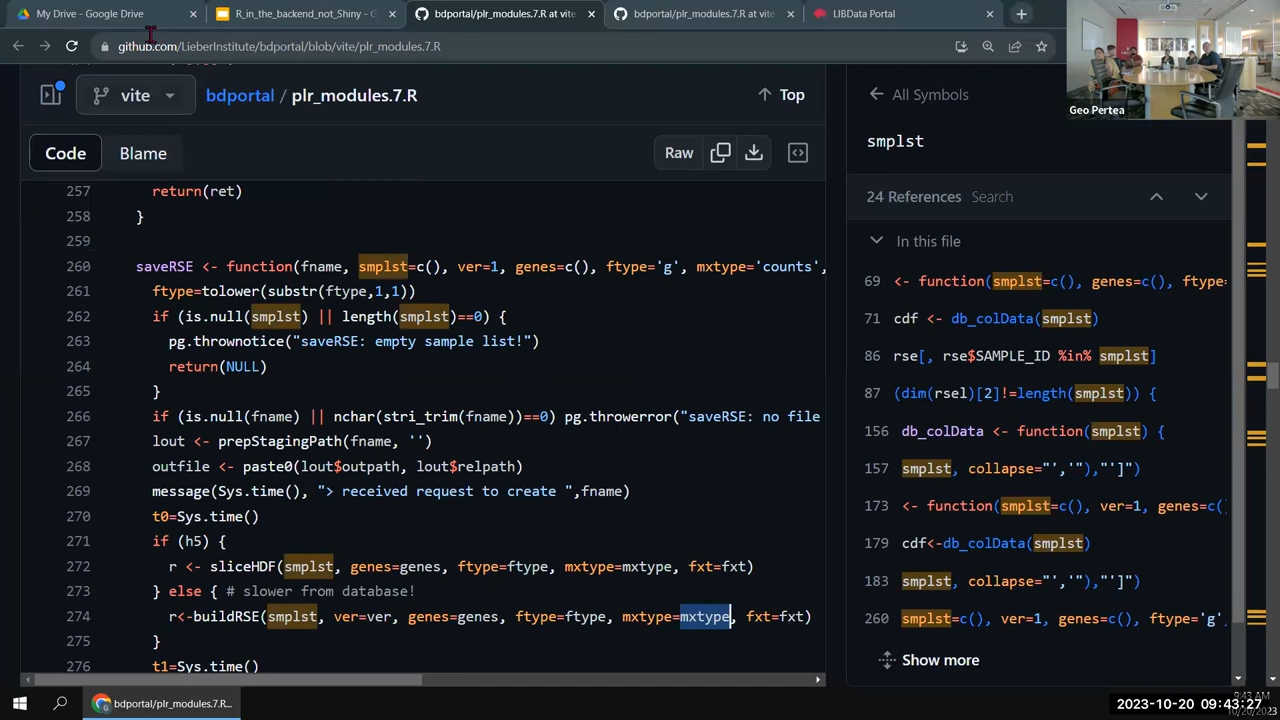 My Drive - Google Drive
R_in_the_backend_not_Shiny - G
bdportal/plr_modules.7.R at vite
bdportal/plr_modules.7.R at vite
LIBData Portal
github.com/LieberInstitute/bdportal/blob/vite/plr_modules.7.R
Geo Pertea
vite
bdportal / plr_modules.7.R
Top
Code
Blame
Raw
257 return(ret)
258 }
259
260 saveRSE <- function(fname, smplst=c(), ver=1, genes=c(), ftype='g', mxtype='counts',
261 ftype=tolower(substr(ftype,1,1))
262 if (is.null(smplst) || length(smplst)==0) {
263 pg.thrownotice("saveRSE: empty sample list!")
264 return(NULL)
265 }
266 if (is.null(fname) || nchar(stri_trim(fname))==0) pg.throwerror("saveRSE: no file
267 lout <- prepStagingPath(fname, '')
268 outfile <- paste0(lout$outpath, lout$relpath)
269 message(Sys.time(), "> received request to create ",fname)
270 t0=Sys.time()
271 if (h5) {
272 r <- sliceHDF(smplst, genes=genes, ftype=ftype, mxtype=mxtype, fxt=fxt)
273 } else { # slower from database!
274 r<-buildRSE(smplst, ver=ver, genes=genes, ftype=ftype, mxtype=mxtype, fxt=fxt)
275 }
276 t1=Sys.time()
All Symbols
smplst
24 References Search
In this file
69 <- function(smplst=c(), genes=c(), ftype=
71 cdf <- db_colData(smplst)
86 rse[, rse$SAMPLE_ID %in% smplst]
87 (dim(rsel)[2]!=length(smplst)) {
156 db_colData <- function(smplst) {
157 smplst, collapse="','"),"']")
173 <- function(smplst=c(), ver=1, genes=c()
179 cdf<-db_colData(smplst)
183 smplst, collapse="','"),"']")
260 smplst=c(), ver=1, genes=c(), ftype='g'
Show more
bdportal/plr_modules...
2023-10-20 09:43:27